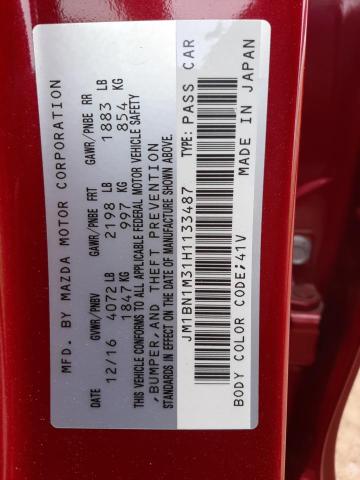 MFD. BY MAZDA MOTOR CORPORATION
GVWR/PNBV GAWR/PNBE FRT GAWR/PNBE RR
12/16 4072 LB 2198 LB 1883 LB
1847 KG 997 KG 854 KG
THIS VEHICLE CONFORMS TO ALL APPLICABLE FEDERAL MOTOR VEHICLE SAFETY
,BUMPER,AND THEFT PREVENTION
STANDARDS IN EFFECT ON THE DATE OF MANUFACTURE SHOWN ABOVE.
JM1BN1M31H1133487 TYPE: PASS CAR
MADE IN JAPAN
BODY COLOR CODE;41V